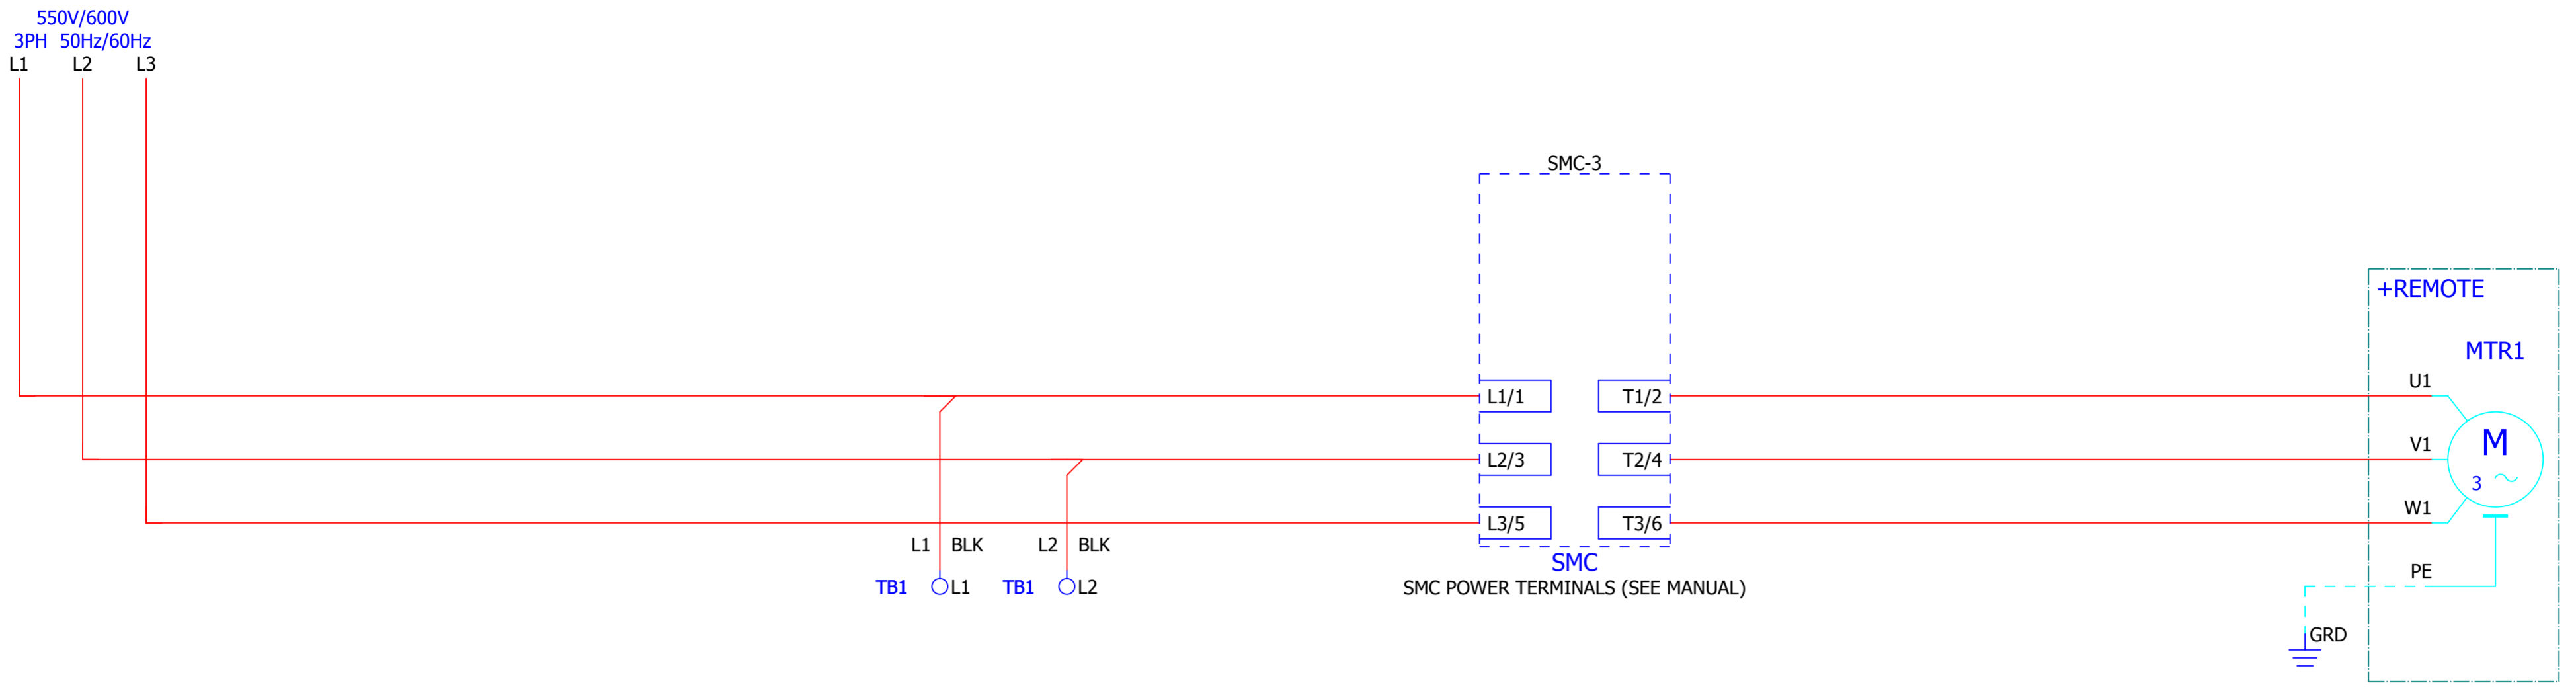 550V/600V
3PH 50Hz/60Hz
L1 L2 L3
SMC-3
+REMOTE
MTR1
U1
L1/1 T1/2
V1
M
L2/3 T2/4
3
W1
L3/5 T3/6
L1 BLK L2 BLK
SMC
PE
TB1 L1 TB1 L2
SMC POWER TERMINALS (SEE MANUAL)
GRD